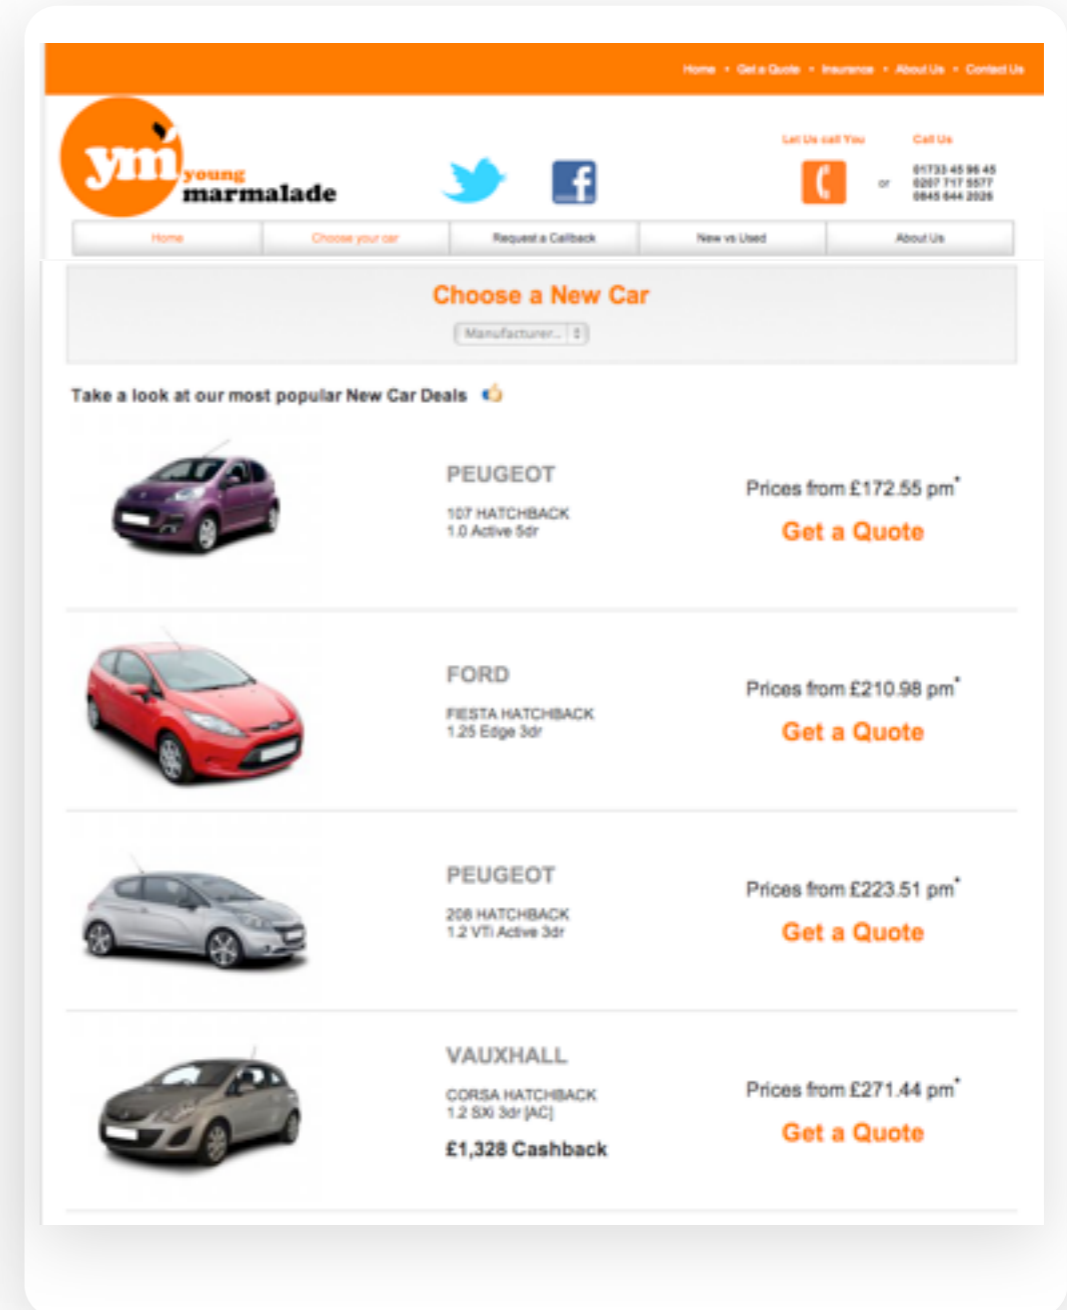 Home • Get a Quote • Insurance • About Us • Contact Us
ym
young
marmalade
Let Us call You
Call Us
or
01733 45 96 45
0207 717 5577
0845 644 2026
Home
Choose your car
Request a Callback
New vs Used
About Us
Choose a New Car
Manufacturer...
Take a look at our most popular New Car Deals
PEUGEOT
107 HATCHBACK
1.0 Active 5dr
Prices from £172.55 pm*
Get a Quote
FORD
FIESTA HATCHBACK
1.25 Edge 3dr
Prices from £210.98 pm*
Get a Quote
PEUGEOT
208 HATCHBACK
1.2 VTi Active 3dr
Prices from £223.51 pm*
Get a Quote
VAUXHALL
CORSA HATCHBACK
1.2 SXi 3dr [AC]
£1,328 Cashback
Prices from £271.44 pm*
Get a Quote